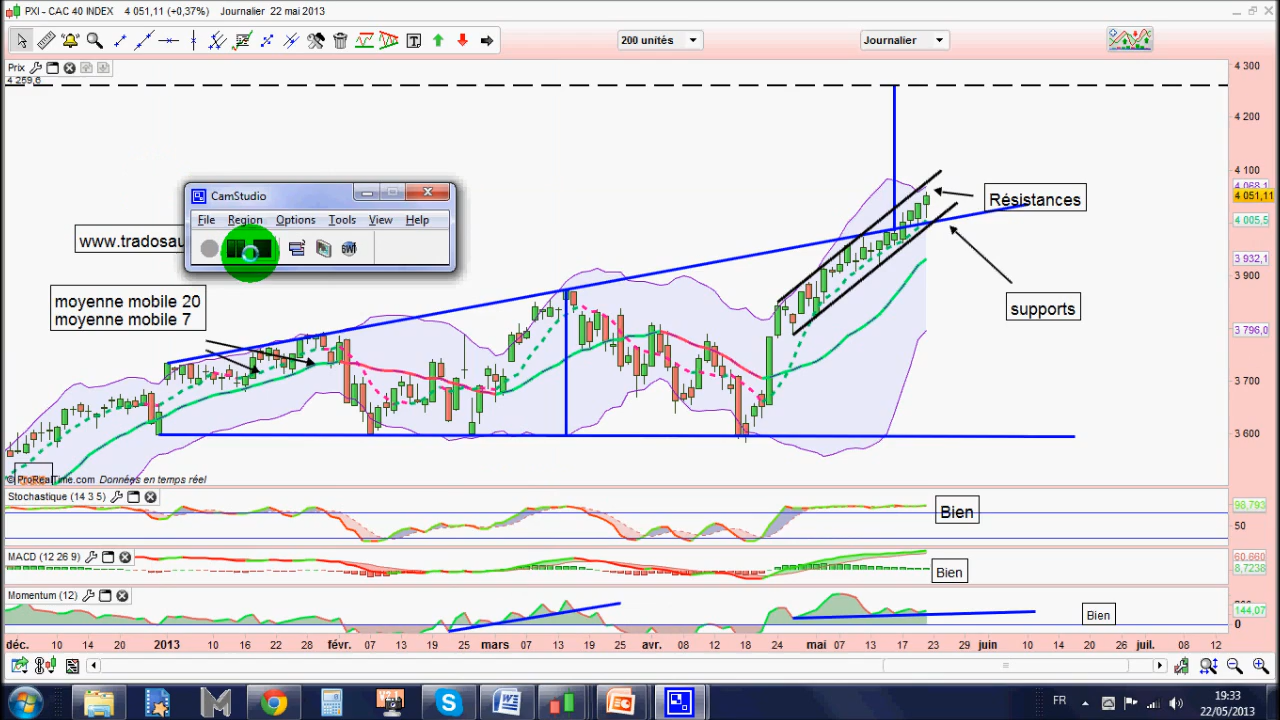 PXI - CAC 40 INDEX 4 051,11 (+0,37%) Journalier 22 mai 2013
200 unités
Journalier
Prix
4 259,6
4 300
4 200
4 100
4 068,1
4 051,11
4 005,5
3 932,1
3 900
3 796,0
3 700
3 600
CamStudio
File Region Options Tools View Help
SWF
www.tradosau
moyenne mobile 20
moyenne mobile 7
Résistances
supports
© ProRealTime.com Données en temps réel
Stochastique (14 3 5)
Bien
98,793
50
MACD (12 26 9)
Bien
60,660
8,7238
Momentum (12)
Bien
144,07
0
déc. 07 14 20 2013 10 16 22 28 févr. 07 13 19 25 mars 07 13 19 25 avr. 08 12 18 24 mai 07 13 17 23 29 juin 10 14 20 26 juil. 08 12
FR
19:33
22/05/2013